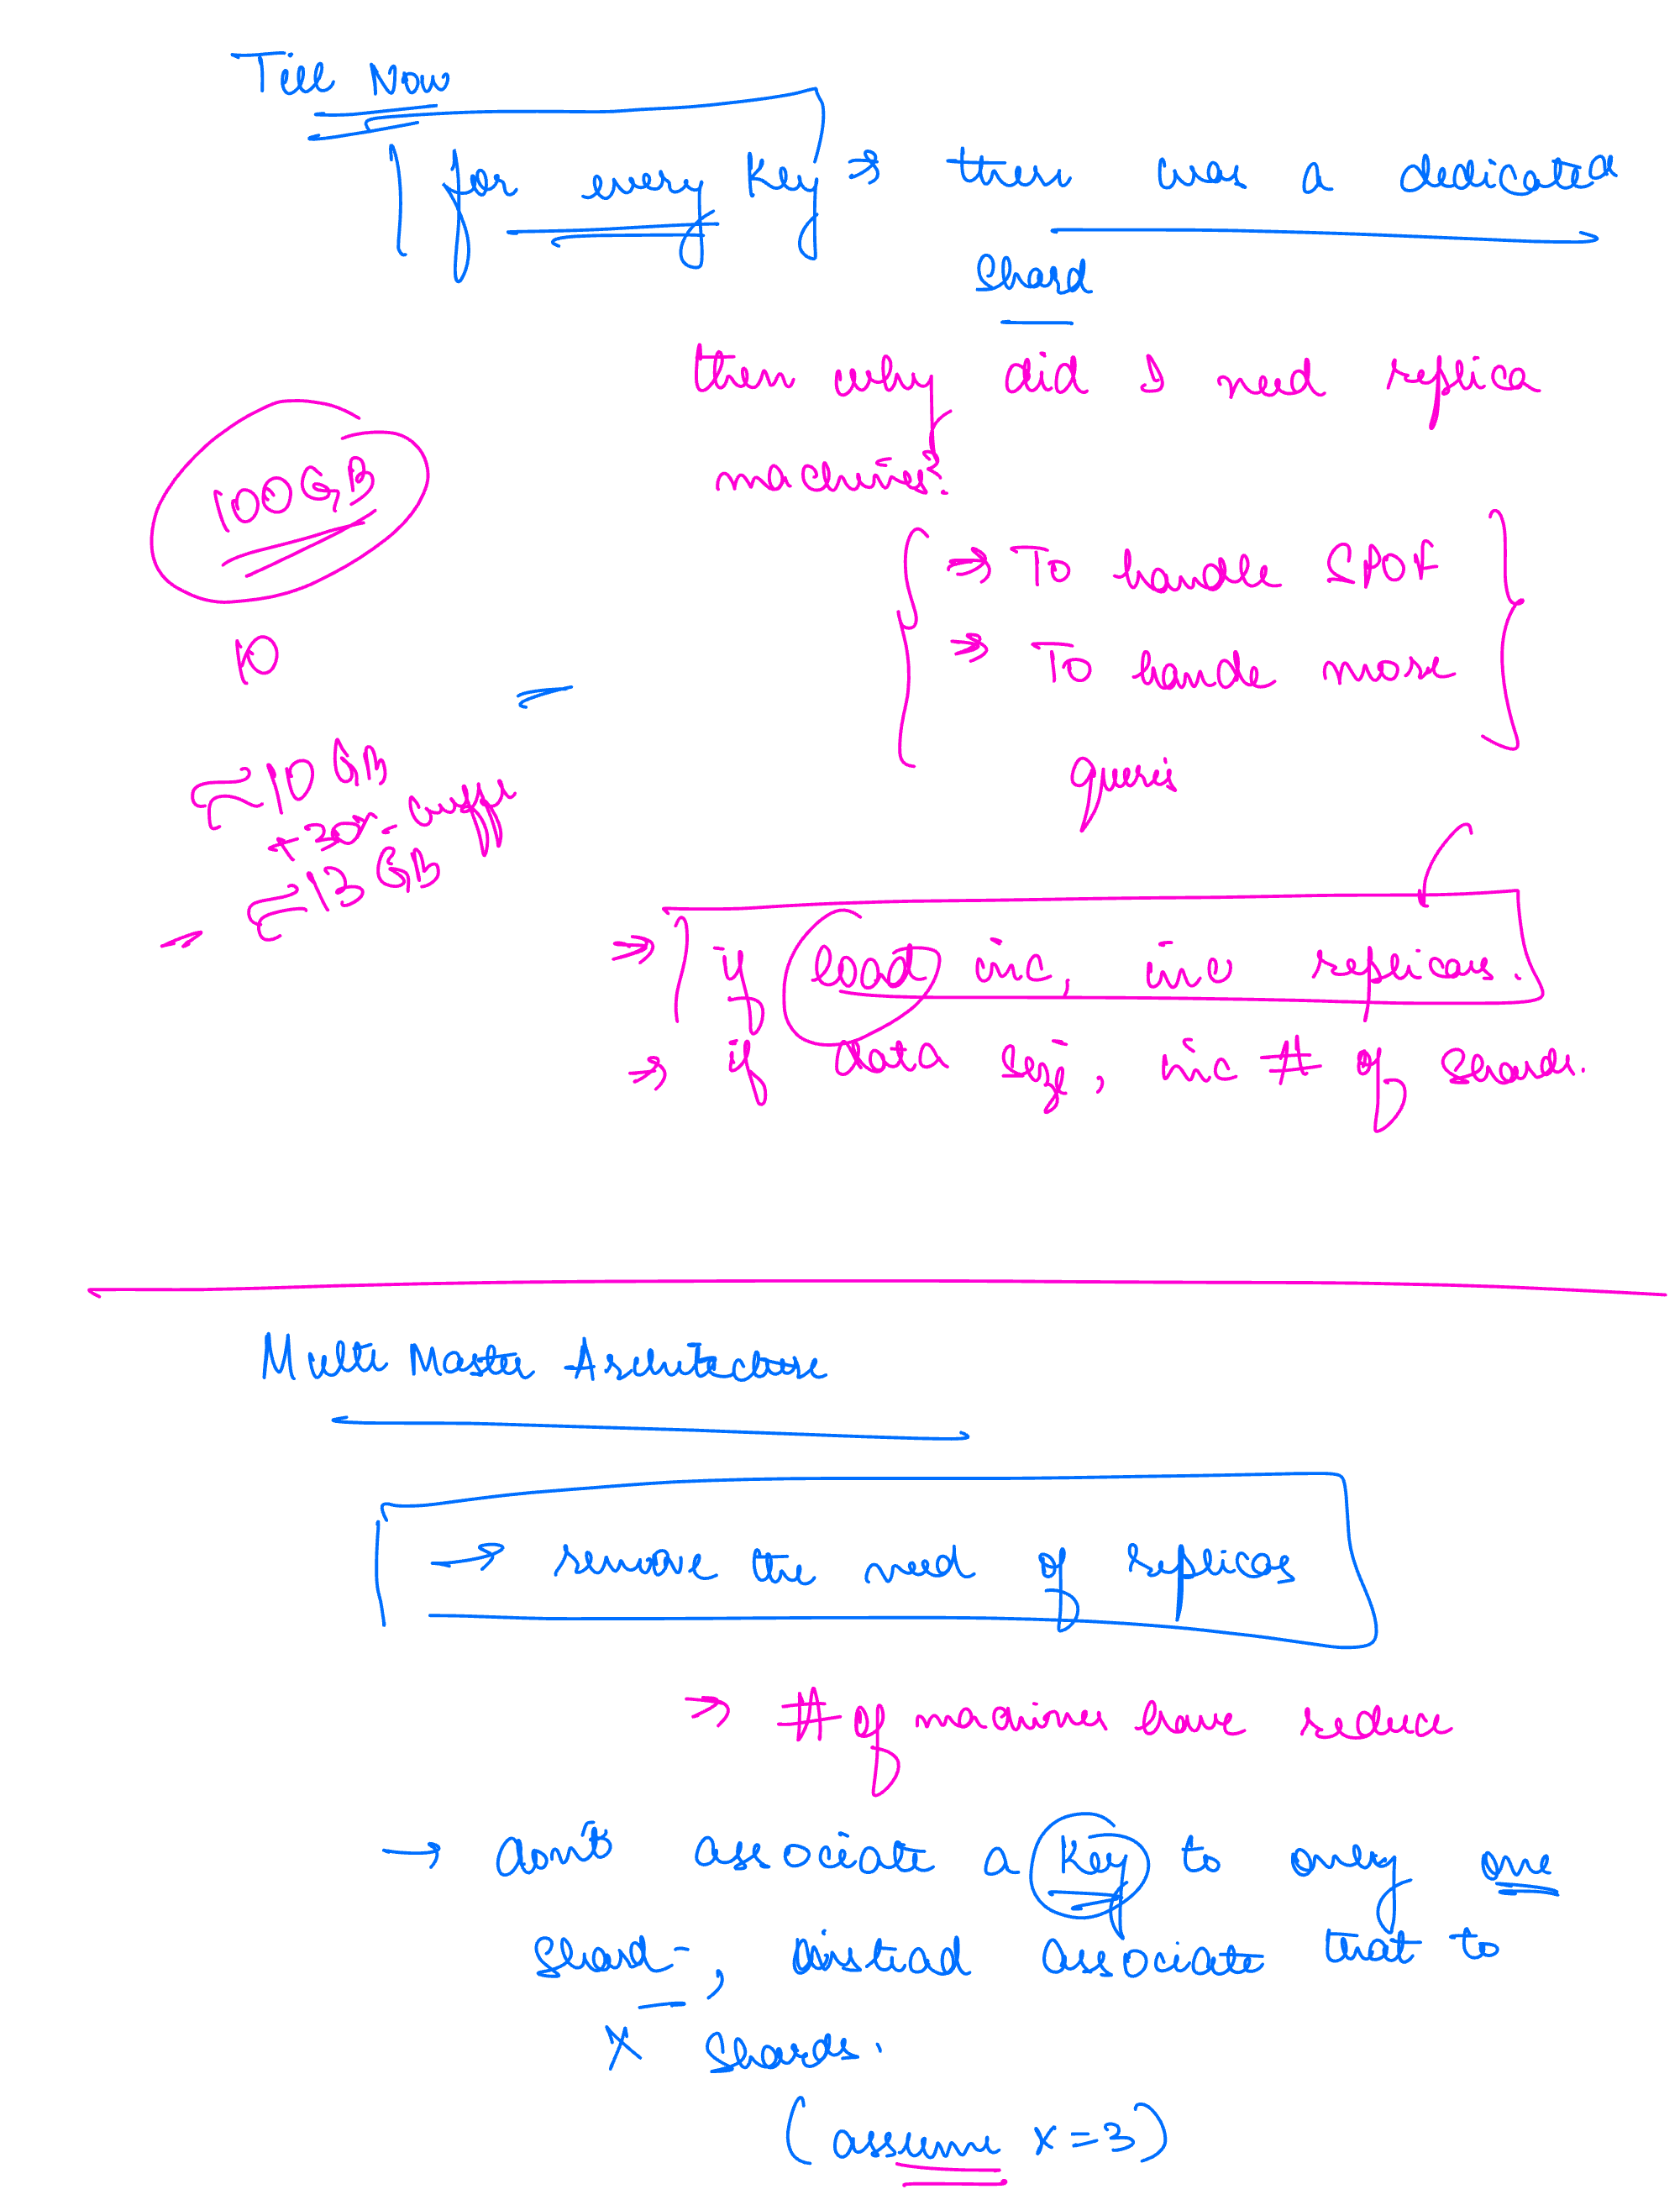 Till Now
for every key → there was a dedicated
Shard
then why did I need replica
machines?
100GB
⇒ To handle SPOF
10
⇒ To handle more
queries
≈10 GB
+30% buffer
≈13 GB
⇒ if load inc, inc replicas.
→ if data size, inc # of Shards.
Multi Master Architecture
→ remove the need of replicas
→ # of machines have reduce
→ don't associate a Key to only one
Shard, instead associate that to
X Shards.
(assume x=3)